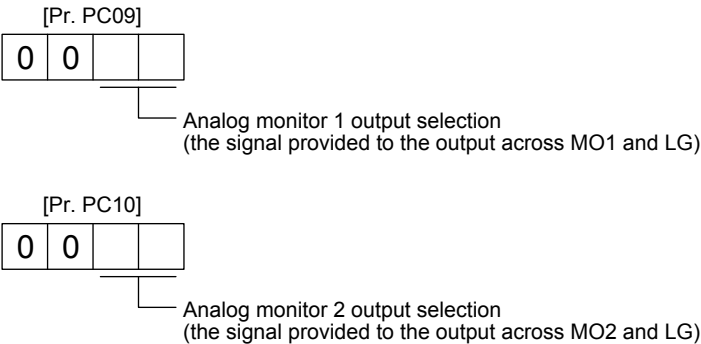 [Pr. PC09]
0 0
Analog monitor 1 output selection
(the signal provided to the output across MO1 and LG)
[Pr. PC10]
0 0
Analog monitor 2 output selection
(the signal provided to the output across MO2 and LG)